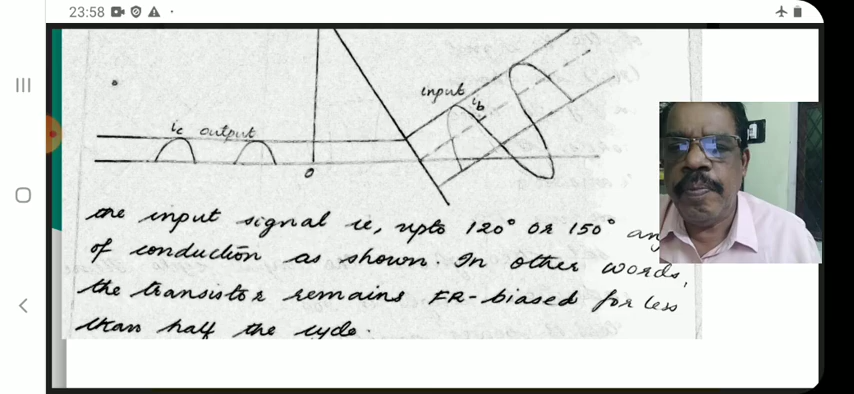 23:58
input
ib
ic output
0
the input signal ie, upto 120° OR 150° ang
of conduction as shown. In other words,
the transistor remains FR-biased for less
than half the cycle.